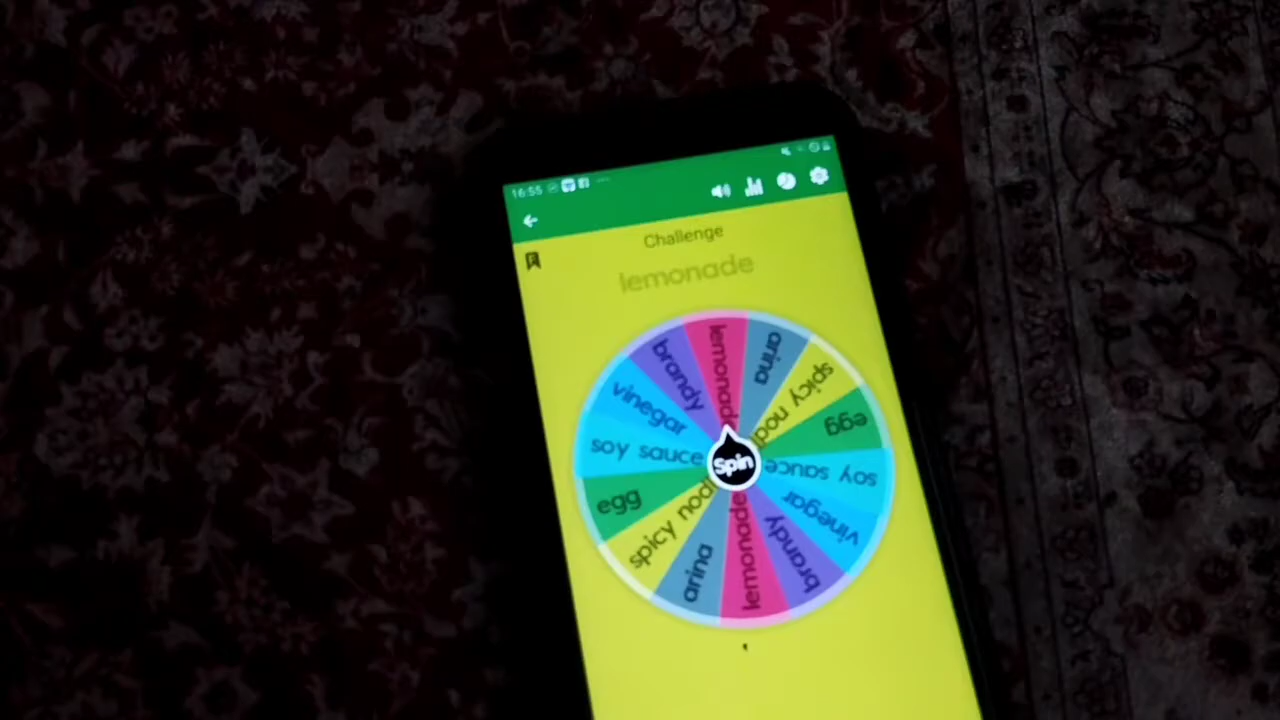 16:55
Challenge
lemonade
lemonade
arina
spicy nood
egg
soy sauce
vinegar
brandy
lemonade
arina
spicy nood
egg
soy sauce
vinegar
brandy
Spin